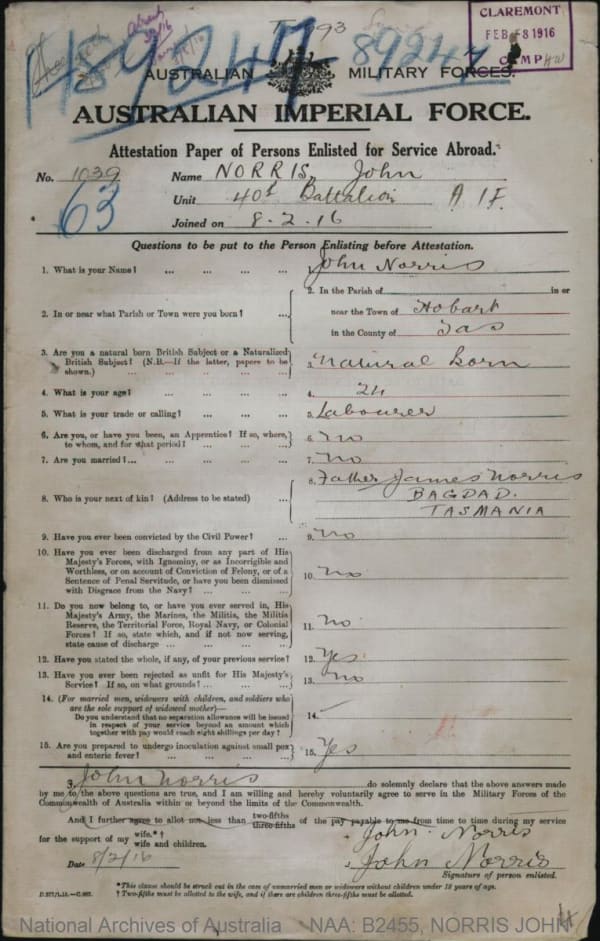 CLAREMONT
FEB -8 1916
CAMP
89247
AUSTRALIAN MILITARY FORCES.
AUSTRALIAN IMPERIAL FORCE.
Attestation Paper of Persons Enlisted for Service Abroad.
No. 1039 Name NORRIS, John
63
Unit 40th Battalion A.I.F.
Joined on 8.2.16
Questions to be put to the Person Enlisting before Attestation.
1. What is your Name? ... ... ... 1. John Norris
2. In or near what Parish or Town were you born? ... 2. In the Parish of in or
near the Town of Hobart
in the County of Tas
3. Are you a natural born British Subject or a Naturalized
British Subject? (N.B.—If the latter, papers to be
shown.) ... 3. Natural born
4. What is your age? ... ... ... 4. 24
5. What is your trade or calling? ... ... 5. Labourer
6. Are you, or have you been, an Apprentice? If so, where,
to whom, and for what period? ... ... 6. No
7. Are you married? ... ... ... 7. No
8. Who is your next of kin? (Address to be stated) ... 8. Father James Norris
BAGDAD.
TASMANIA
9. Have you ever been convicted by the Civil Power? ... 9. No
10. Have you ever been discharged from any part of His
Majesty's Forces, with Ignominy, or as Incorrigible and
Worthless, or on account of Conviction of Felony, or of a
Sentence of Penal Servitude, or have you been dismissed
with Disgrace from the Navy? ... ... 10. No
11. Do you now belong to, or have you ever served in, His
Majesty's Army, the Marines, the Militia, the Militia
Reserve, the Territorial Force, Royal Navy, or Colonial
Forces? If so, state which, and if not now serving,
state cause of discharge ... ... 11. No
12. Have you stated the whole, if any, of your previous service? 12. Yes
13. Have you ever been rejected as unfit for His Majesty's
Service? If so, on what grounds? ... ... 13. No
14. (For married men, widowers with children, and soldiers who
are the sole support of widowed mother)—
Do you understand that no separation allowance will be issued
in respect of your service beyond an amount which
together with pay would reach eight shillings per day? 14. —
15. Are you prepared to undergo inoculation against small pox
and enteric fever? ... ... 15. Yes
I, John Norris do solemnly declare that the above answers made
by me to the above questions are true, and I am willing and hereby voluntarily agree to serve in the Military Forces of the
Commonwealth of Australia within or beyond the limits of the Commonwealth.
And I further agree to allot not less than two-fifths three-fifths of the pay payable to me from time to time during my service
for the support of my wife.*† wife and children.
John Norris
Date 8/2/16 John Norris
Signature of person enlisted.
*This clause should be struck out in the case of unmarried men or widowers without children under 18 years of age.
†Two-fifths must be allotted to the wife, and if there are children three-fifths must be allotted.
National Archives of Australia NAA: B2455, NORRIS JOHN